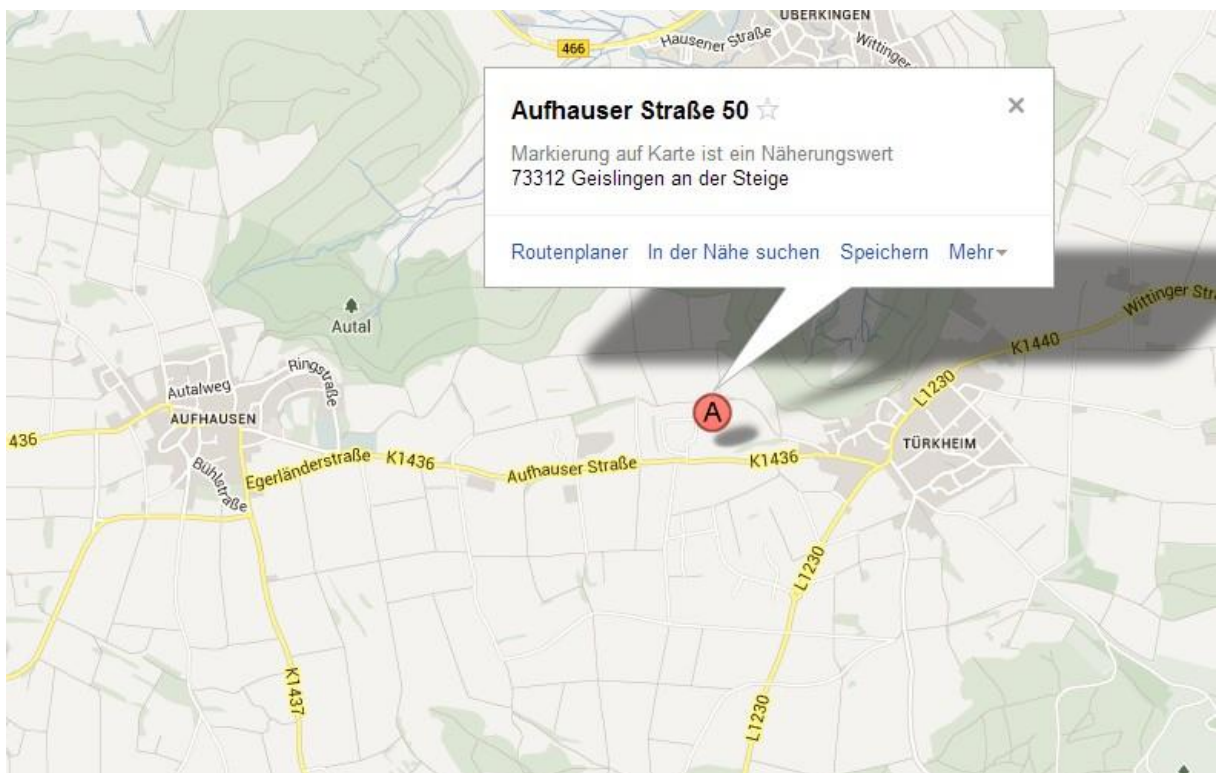 ÜBERKINGEN
466
Hausener Straße
Wittinger
Aufhauser Straße 50
Markierung auf Karte ist ein Näherungswert
73312 Geislingen an der Steige
Routenplaner In der Nähe suchen Speichern Mehr
Wittinger Str
Autal
K1440
Ringstraße
L1230
Autalweg
A
AUFHAUSEN
436
TÜRKHEIM
Egerländerstraße K1436 Aufhauser Straße K1436
Bühlstraße
L1230
K1437
L1230